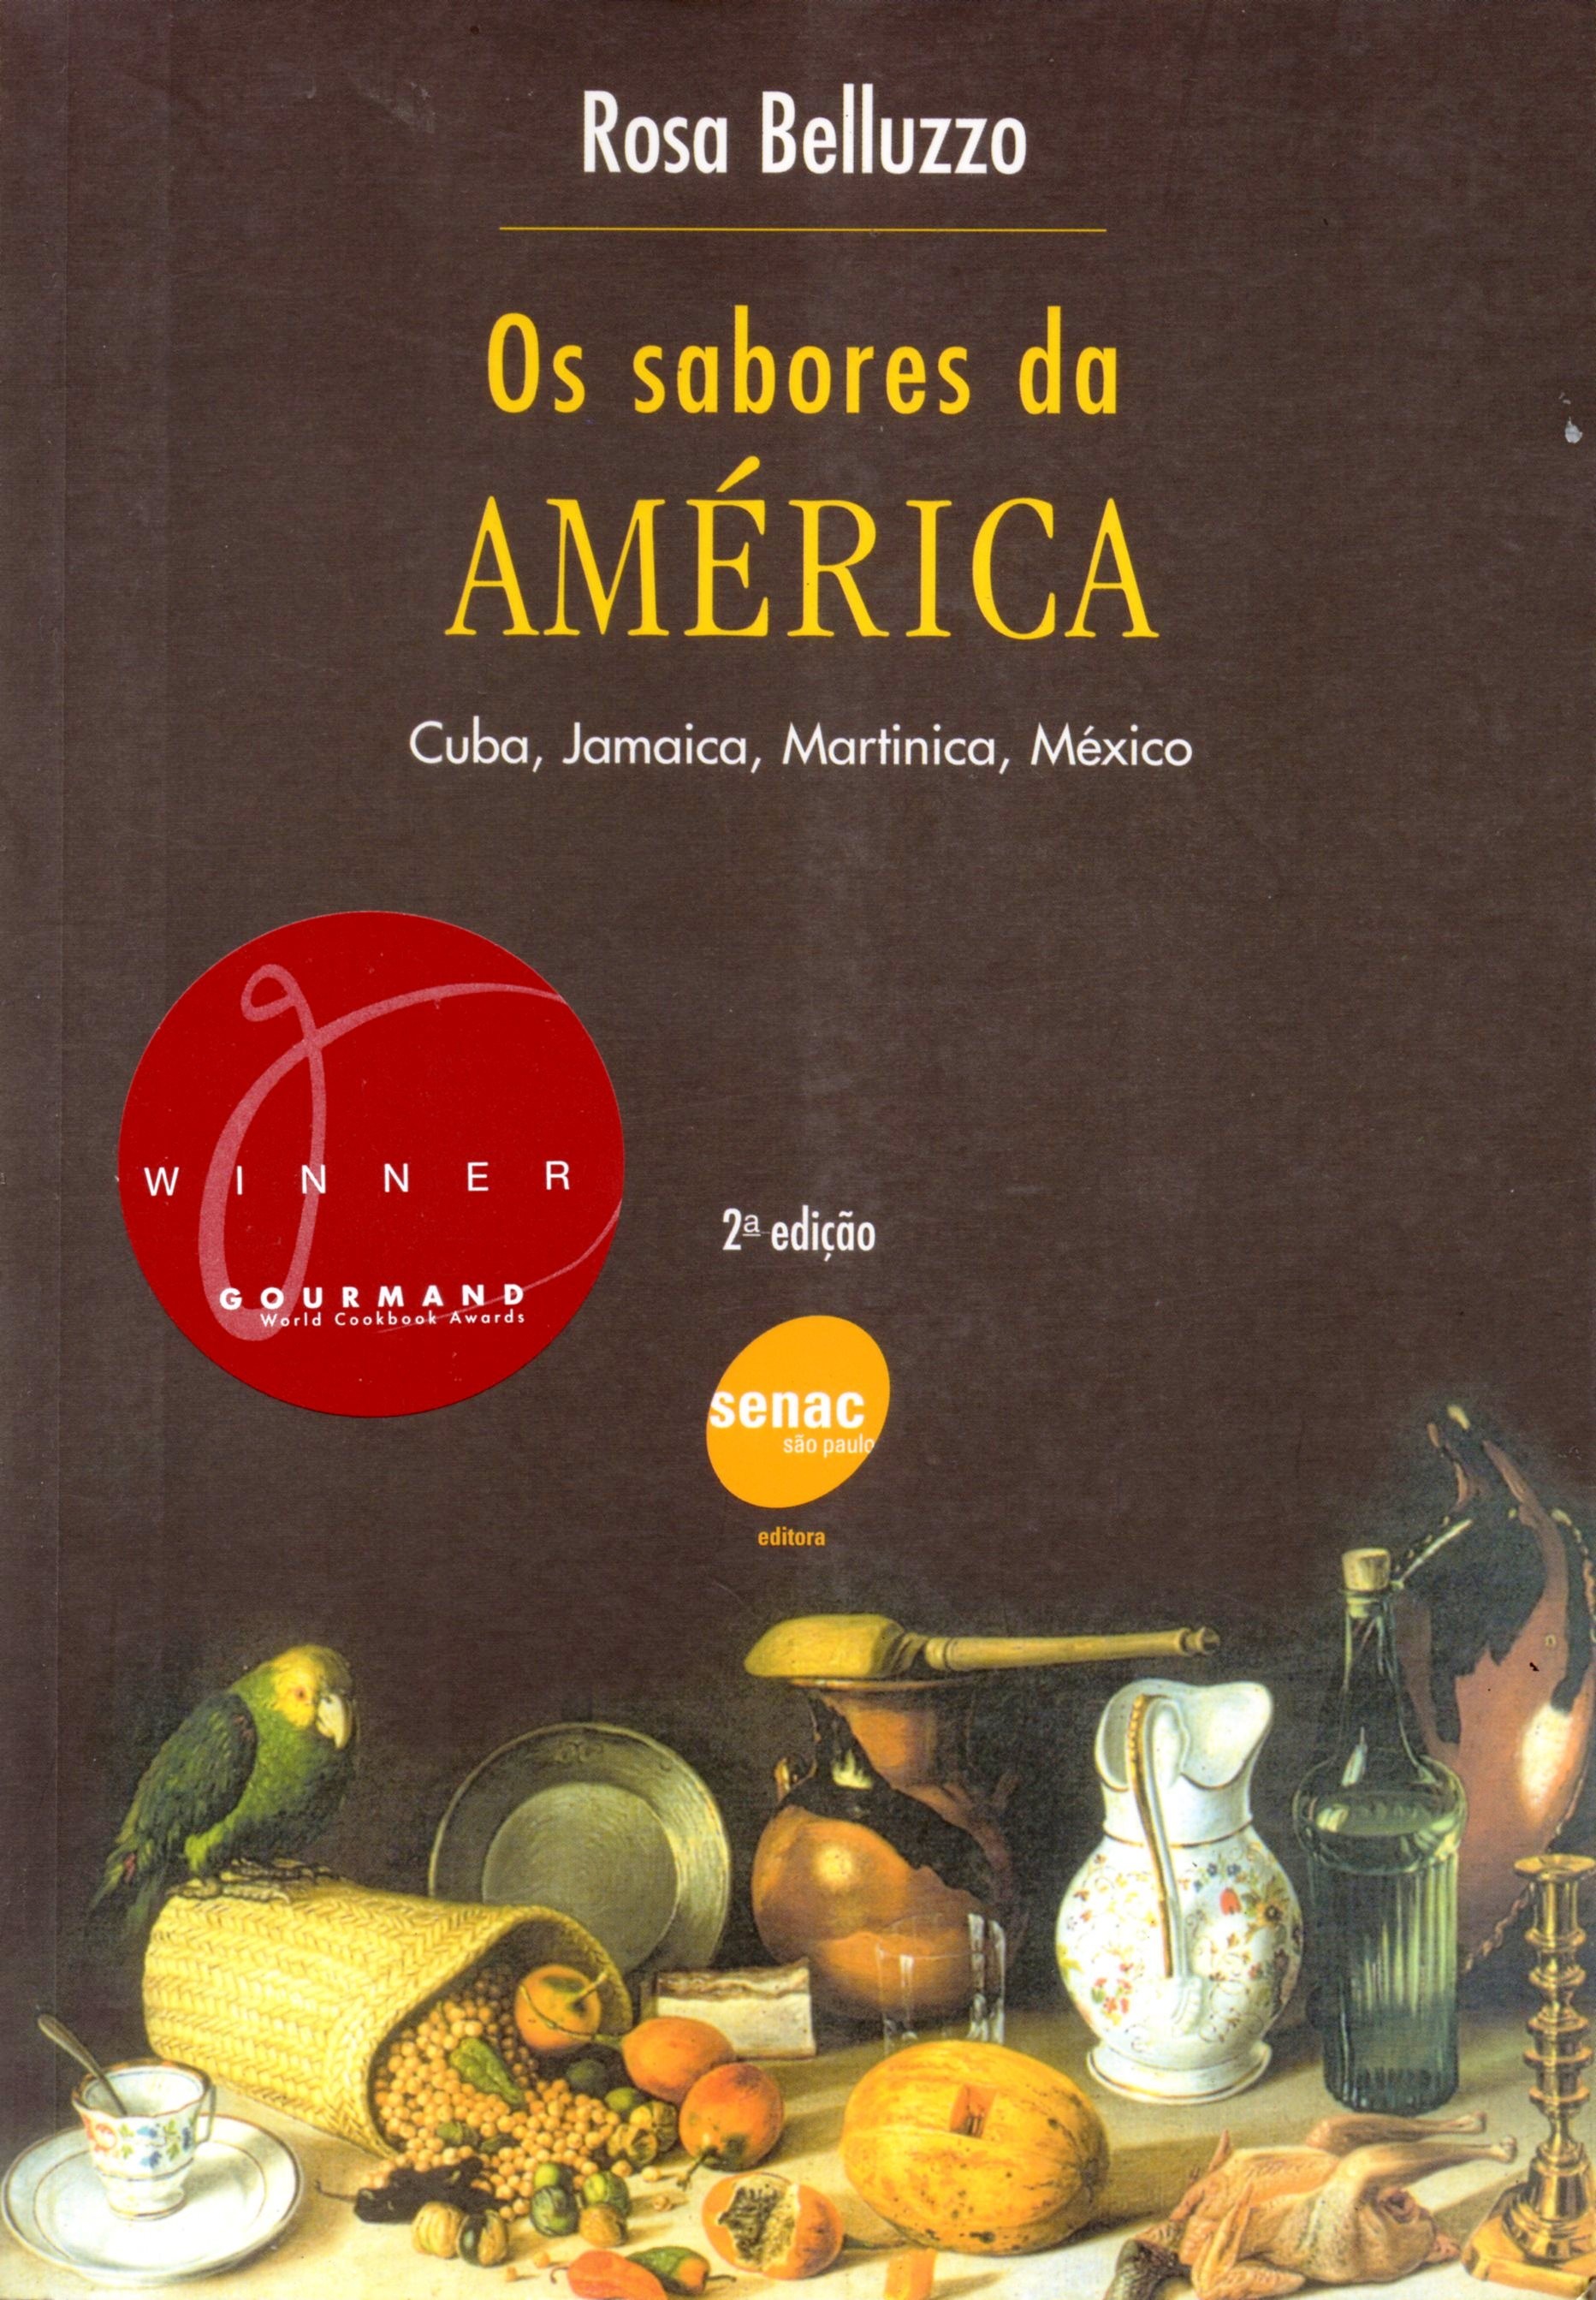 Rosa Belluzzo
Os sabores da
AMÉRICA
Cuba, Jamaica, Martinica, México
WINNER
GOURMAND
World Cookbook Awards
2ª edição
senac
são paulo
editora